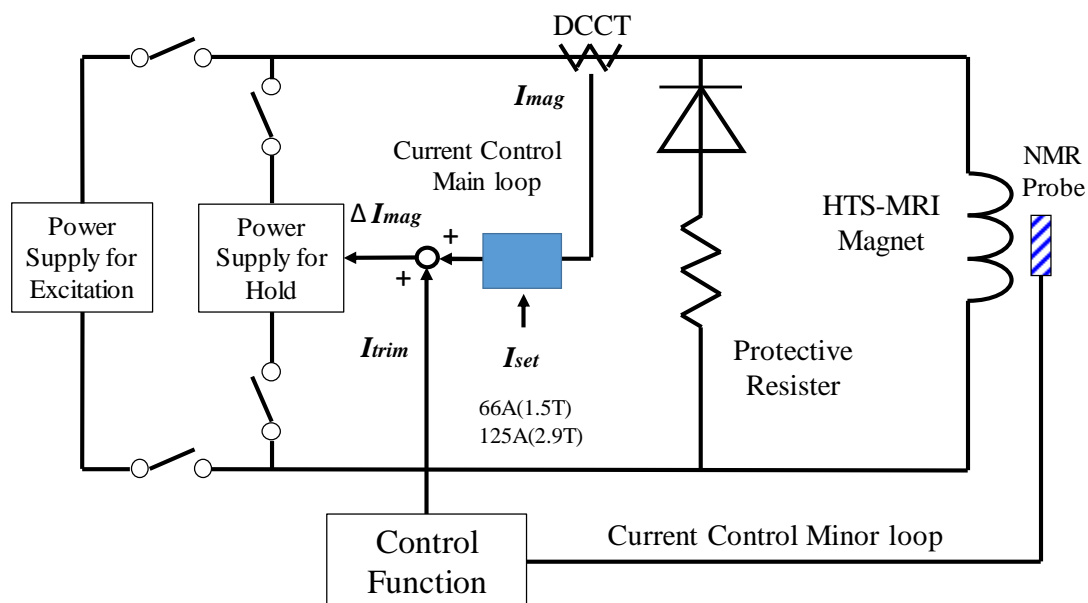 DCCT
Imag
Current Control
Main loop
NMR
Probe
HTS-MRI
Magnet
Δ Imag
Power
Supply for
Excitation
Power
Supply for
Hold
+
+
Itrim
Iset
Protective
Resister
66A(1.5T)
125A(2.9T)
Control
Function
Current Control Minor loop